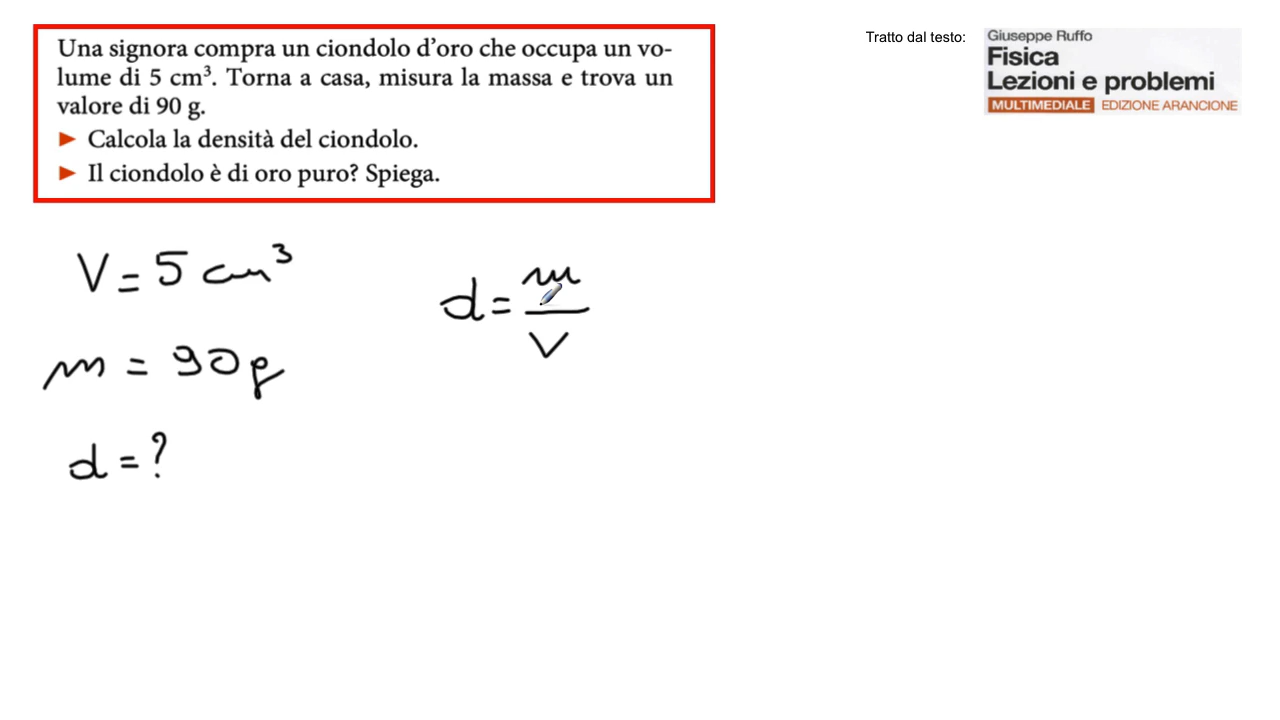 Una signora compra un ciondolo d'oro che occupa un vo-
lume di 5 cm³. Torna a casa, misura la massa e trova un
valore di 90 g.
► Calcola la densità del ciondolo.
► Il ciondolo è di oro puro? Spiega.
Tratto dal testo:
Giuseppe Ruffo
Fisica
Lezioni e problemi
MULTIMEDIALE EDIZIONE ARANCIONE
V = 5 cm³
m = 90 g
d = ?
d = m
V